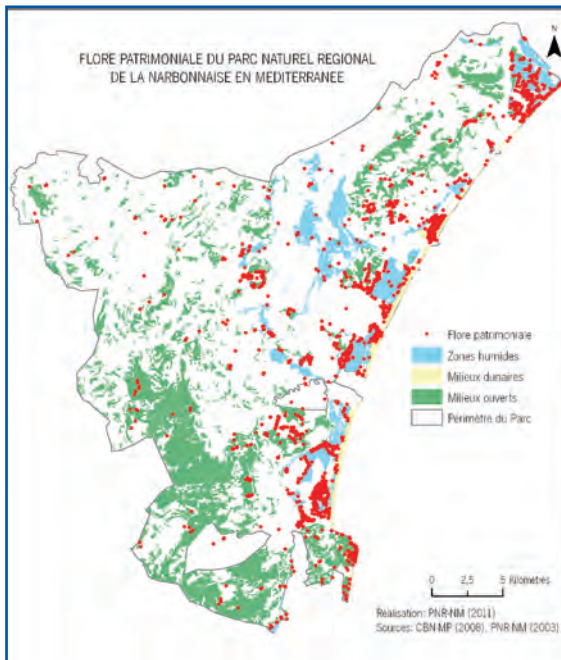 FLORE PATRIMONIALE DU PARC NATUREL REGIONAL
DE LA NARBONNAISE EN MEDITERRANEE
N
Flore patrimoniale
Zones humides
Milieux dunaires
Milieux ouverts
Périmètre du Parc
0 2,5 5 Kilomètres
Réalisation: PNR-NM (2011)
Sources: CBN-MP (2008), PNR-NM (2003)